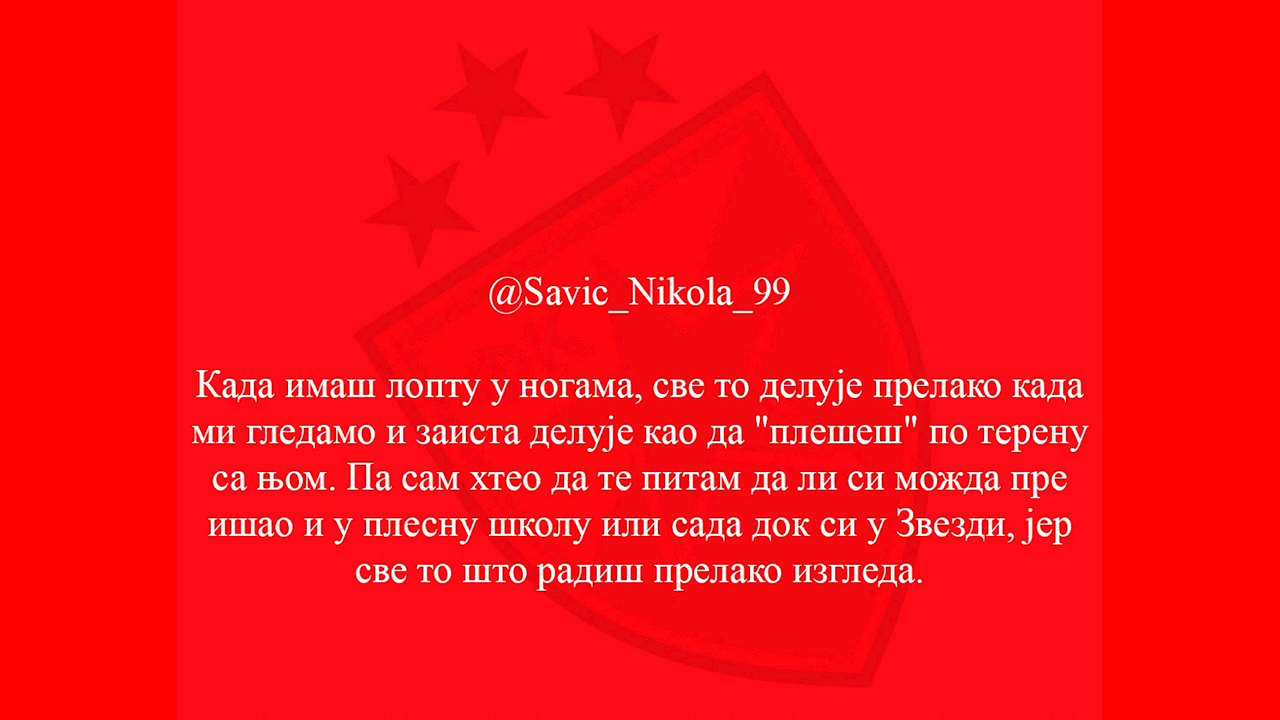 @Savic_Nikola_99
Када имаш лопту у ногама, све то делује прелако када
ми гледамо и заиста делује као да "плешеш" по терену
са њом. Па сам хтео да те питам да ли си можда пре
ишао и у плесну школу или сада док си у Звезди, јер
све то што радиш прелако изгледа.